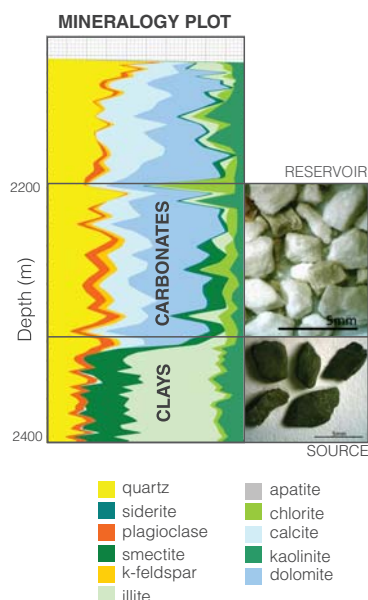 MINERALOGY PLOT
RESERVOIR
2200
Depth (m)
CARBONATES
5mm
CLAYS
2400
5mm
SOURCE
quartz
siderite
plagioclase
smectite
k-feldspar
illite
apatite
chlorite
calcite
kaolinite
dolomite